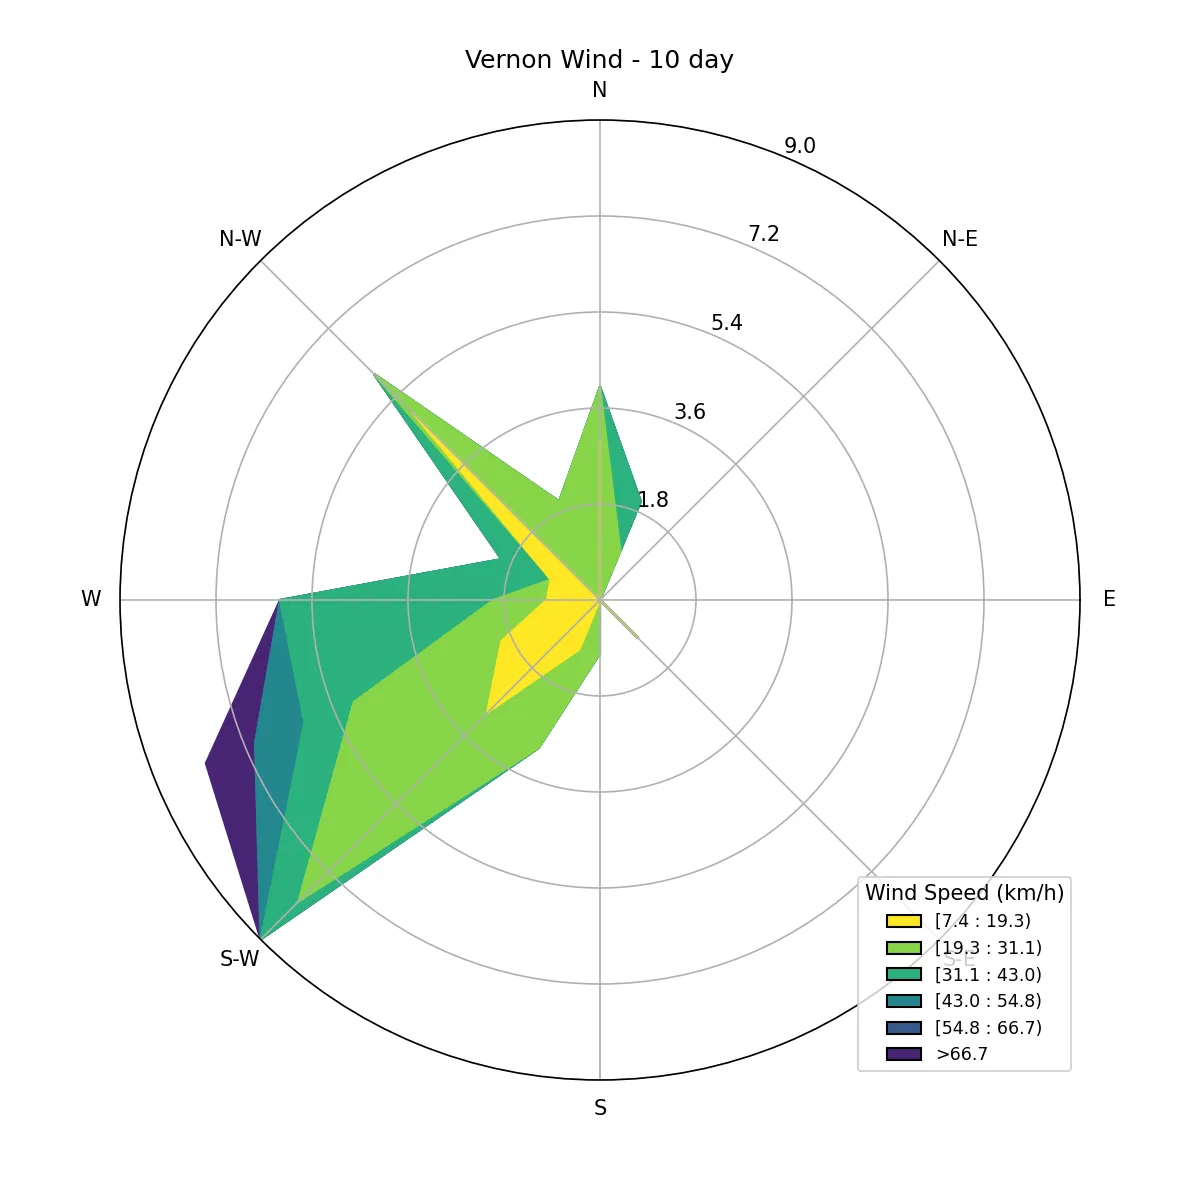 Vernon Wind - 10 day
N
9.0
N-W
N-E
7.2
5.4
3.6
1.8
W
E
Wind Speed (km/h)
[7.4 : 19.3)
[19.3 : 31.1)
[31.1 : 43.0)
[43.0 : 54.8)
[54.8 : 66.7)
>66.7
S-W
S-E
S